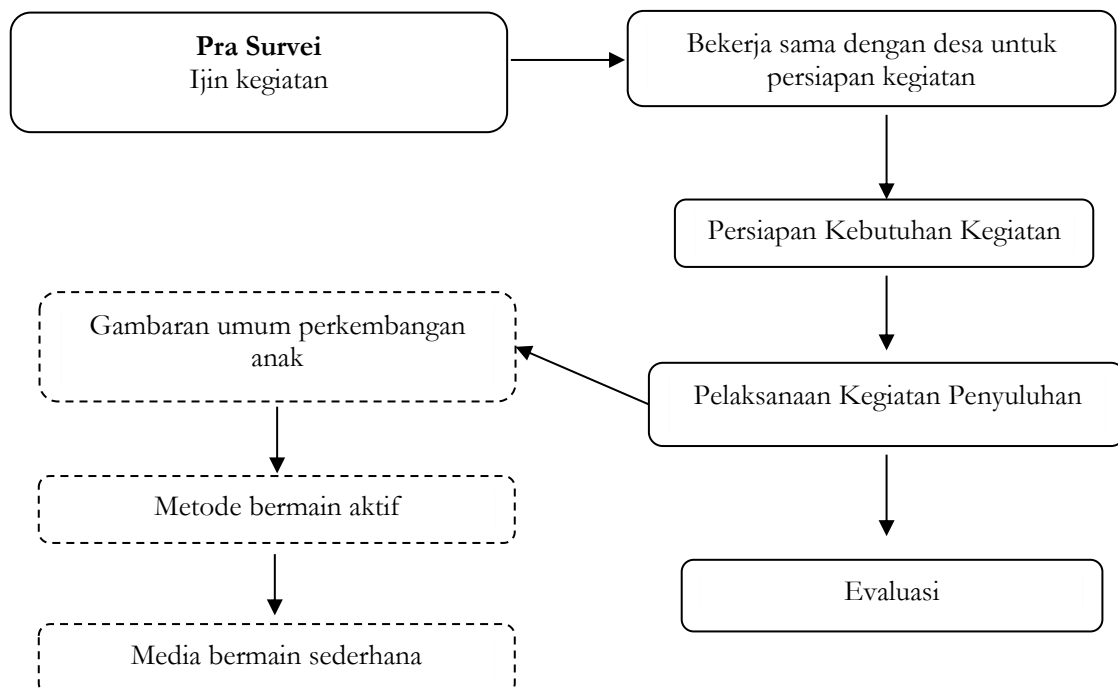 Pra Survei
Ijin kegiatan
Bekerja sama dengan desa untuk
persiapan kegiatan
Persiapan Kebutuhan Kegiatan
Gambaran umum perkembangan
anak
Pelaksanaan Kegiatan Penyuluhan
Metode bermain aktif
Evaluasi
Media bermain sederhana